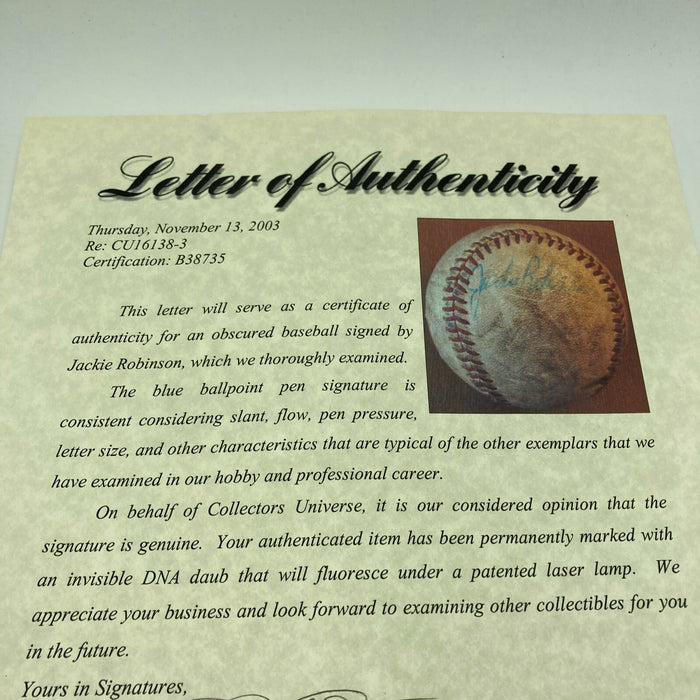 Letter of Authenticity
Thursday, November 13, 2003
Re: CU16138-3
Certification: B38735
This letter will serve as a certificate of
authenticity for an obscured baseball signed by
Jackie Robinson, which we thoroughly examined.
The blue ballpoint pen signature is
consistent considering slant, flow, pen pressure,
letter size, and other characteristics that are typical of the other exemplars that we
have examined in our hobby and professional career.
On behalf of Collectors Universe, it is our considered opinion that the
signature is genuine. Your authenticated item has been permanently marked with
an invisible DNA daub that will fluoresce under a patented laser lamp. We
appreciate your business and look forward to examining other collectibles for you
in the future.
Yours in Signatures,